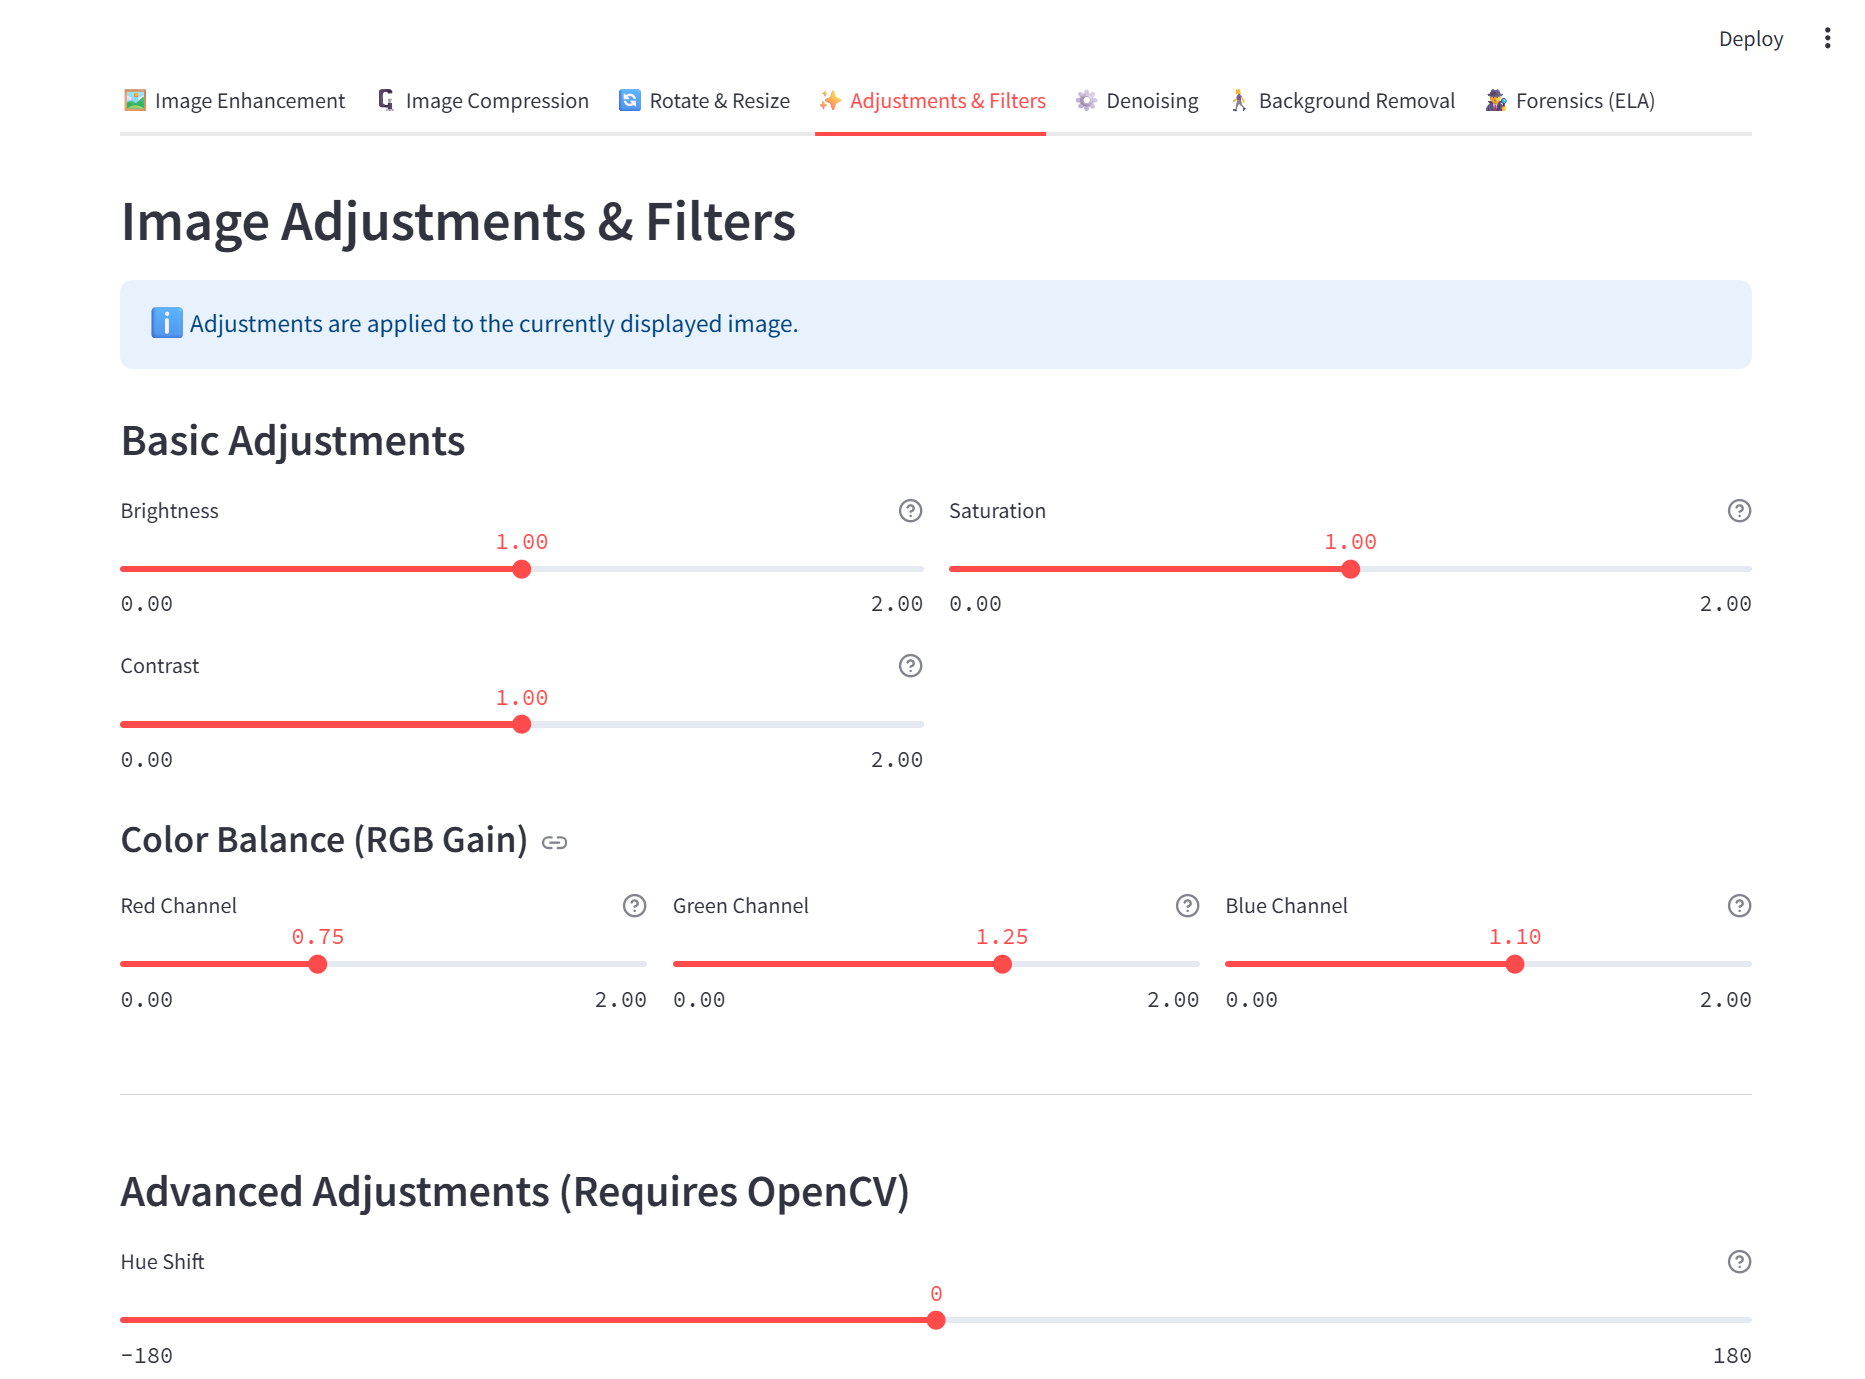 Deploy
Image Enhancement Image Compression Rotate & Resize Adjustments & Filters Denoising Background Removal Forensics (ELA)
Image Adjustments & Filters
Adjustments are applied to the currently displayed image.
Basic Adjustments
Brightness Saturation
1.00 1.00
0.00 2.00 0.00 2.00
Contrast
1.00
0.00 2.00
Color Balance (RGB Gain)
Red Channel Green Channel Blue Channel
0.75 1.25 1.10
0.00 2.00 0.00 2.00 0.00 2.00
Advanced Adjustments (Requires OpenCV)
Hue Shift
0
-180 180